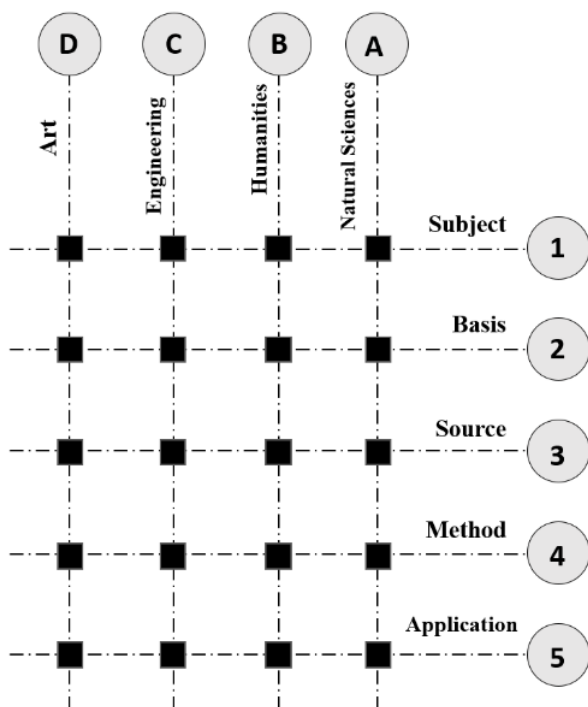 D C B A
Art
Engineering
Humanities
Natural Sciences
Subject 1
Basis 2
Source 3
Method 4
Application 5